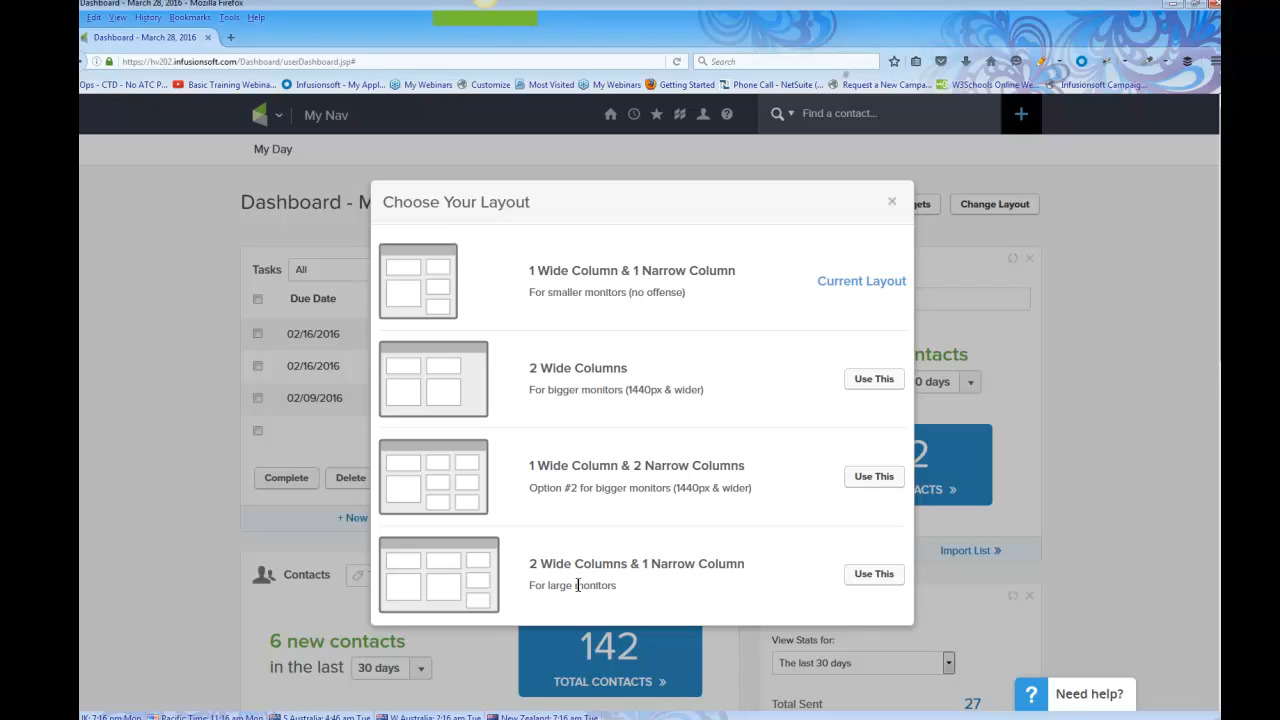 Dashboard - March 28, 2016 - Mozilla Firefox
Edit View History Bookmarks Tools Help
Dashboard - March 28, 2016 × +
https://hv202.infusionsoft.com/Dashboard/userDashboard.jsp# Search
Ops - CTD - No ATC P... Basic Training Webina... Infusionsoft - My Appl... My Webinars Customize Most Visited My Webinars Getting Started Phone Call - NetSuite (... Request a New Campa... W3Schools Online We... Infusionsoft Campaig...
My Nav Find a contact... +
My Day
Dashboard - M gets Change Layout
Choose Your Layout ×
Tasks All
Due Date
02/16/2016
02/16/2016
02/09/2016
Complete Delete
+ New
1 Wide Column & 1 Narrow Column
For smaller monitors (no offense)
Current Layout
2 Wide Columns
For bigger monitors (1440px & wider)
Use This
1 Wide Column & 2 Narrow Columns
Option #2 for bigger monitors (1440px & wider)
Use This
2 Wide Columns & 1 Narrow Column
For large monitors
Use This
ntacts
0 days
2
ACTS »
Import List »
Contacts
6 new contacts
in the last 30 days
142
TOTAL CONTACTS »
View Stats for:
The last 30 days
Total Sent 27
? Need help?
UK: 7:16 pm Mon Pacific Time: 11:16 am Mon S Australia: 4:46 am Tue W Australia: 2:16 am Tue New Zealand: 7:16 am Tue